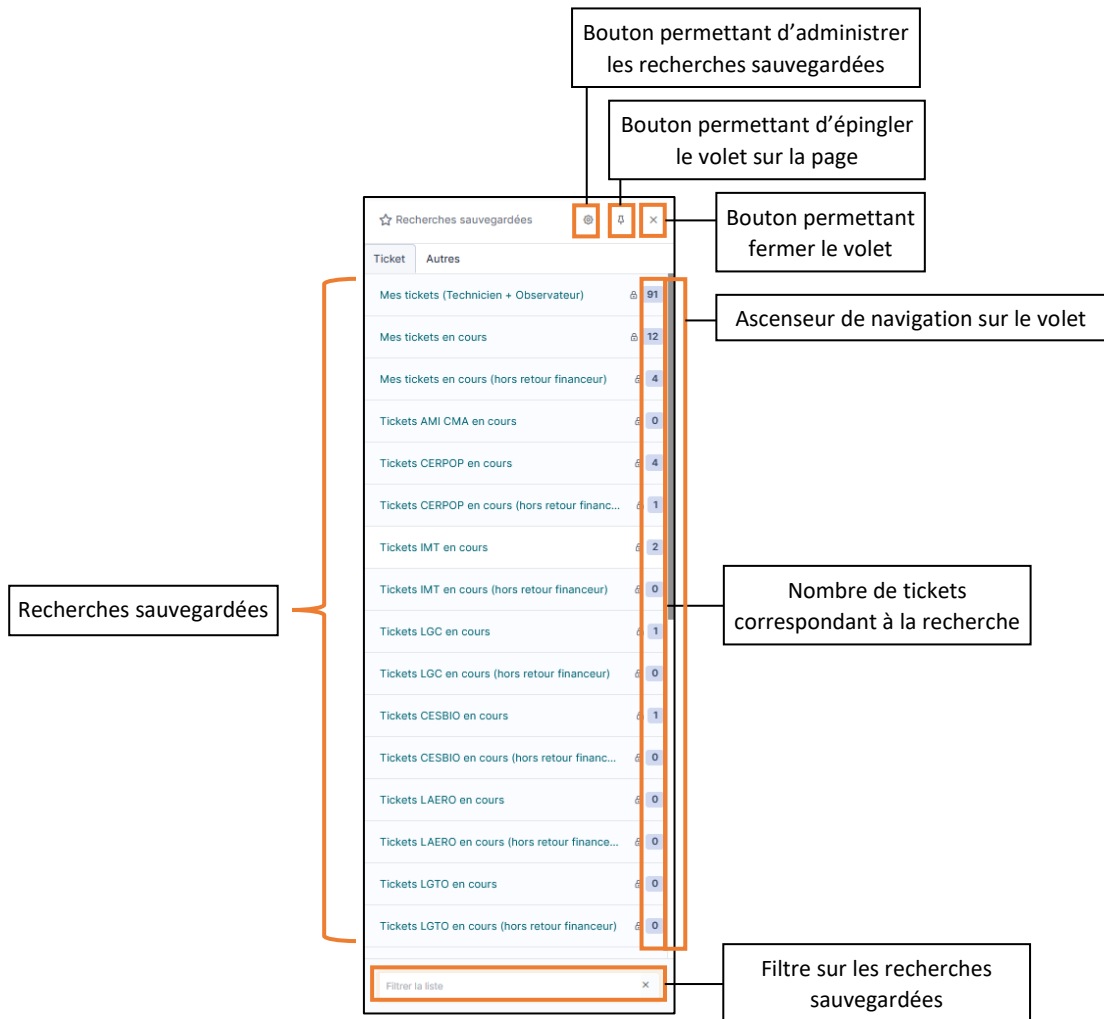 Bouton permettant d’administrer
les recherches sauvegardées
Bouton permettant d’épingler
le volet sur la page
Bouton permettant
fermer le volet
Recherches sauvegardées
Ticket Autres
Mes tickets (Technicien + Observateur) 91
Mes tickets en cours 12
Mes tickets en cours (hors retour financeur) 4
Tickets AMI CMA en cours 0
Tickets CERPOP en cours 4
Tickets CERPOP en cours (hors retour financ... 1
Tickets IMT en cours 2
Tickets IMT en cours (hors retour financeur) 0
Tickets LGC en cours 1
Tickets LGC en cours (hors retour financeur) 0
Tickets CESBIO en cours 1
Tickets CESBIO en cours (hors retour financ... 0
Tickets LAERO en cours 0
Tickets LAERO en cours (hors retour finance... 0
Tickets LGTO en cours 0
Tickets LGTO en cours (hors retour financeur) 0
Filtrer la liste
Ascenseur de navigation sur le volet
Nombre de tickets
correspondant à la recherche
Recherches sauvegardées
Filtre sur les recherches
sauvegardées